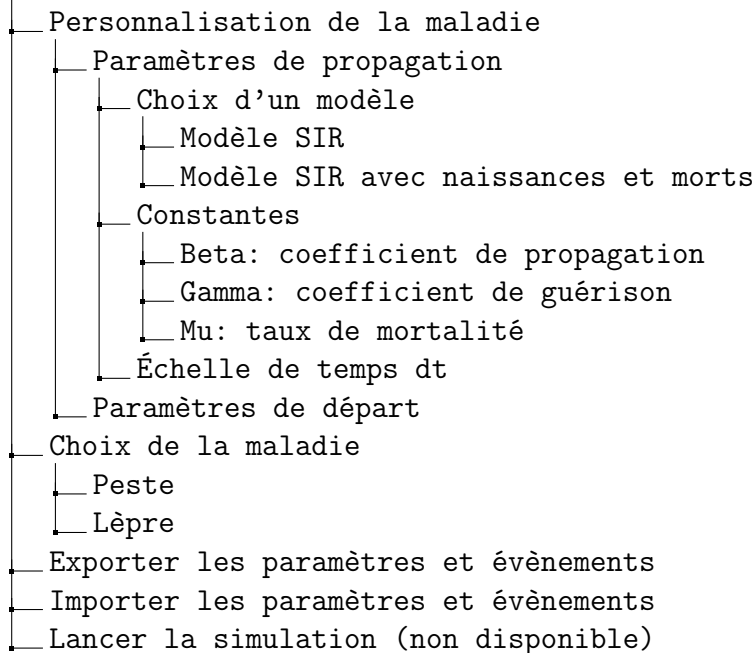 Personnalisation de la maladie
Paramètres de propagation
Choix d'un modèle
Modèle SIR
Modèle SIR avec naissances et morts
Constantes
Beta: coefficient de propagation
Gamma: coefficient de guérison
Mu: taux de mortalité
Échelle de temps dt
Paramètres de départ
Choix de la maladie
Peste
Lèpre
Exporter les paramètres et évènements
Importer les paramètres et évènements
Lancer la simulation (non disponible)